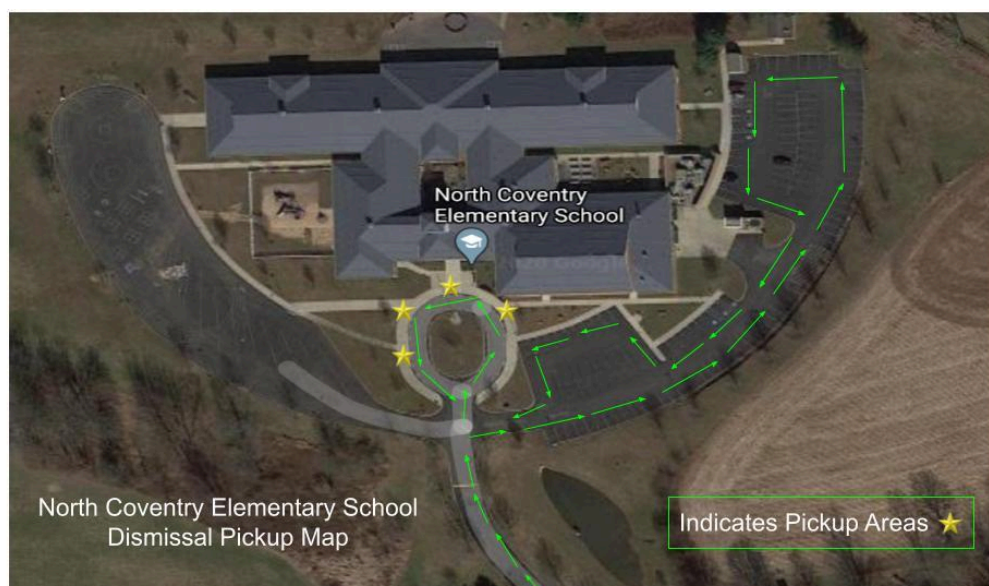 North Coventry
Elementary School
North Coventry Elementary School
Dismissal Pickup Map
Indicates Pickup Areas